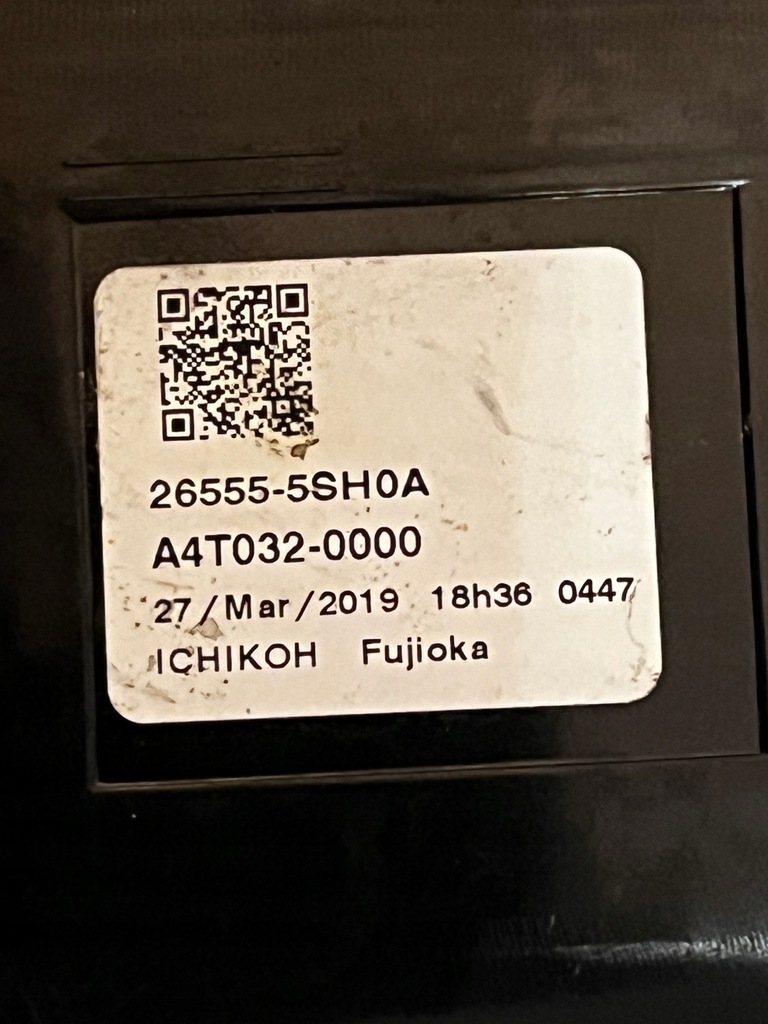 26555-5SH0A
A4T032-0000
27/Mar/2019 18h36 0447
ICHIKOH Fujioka